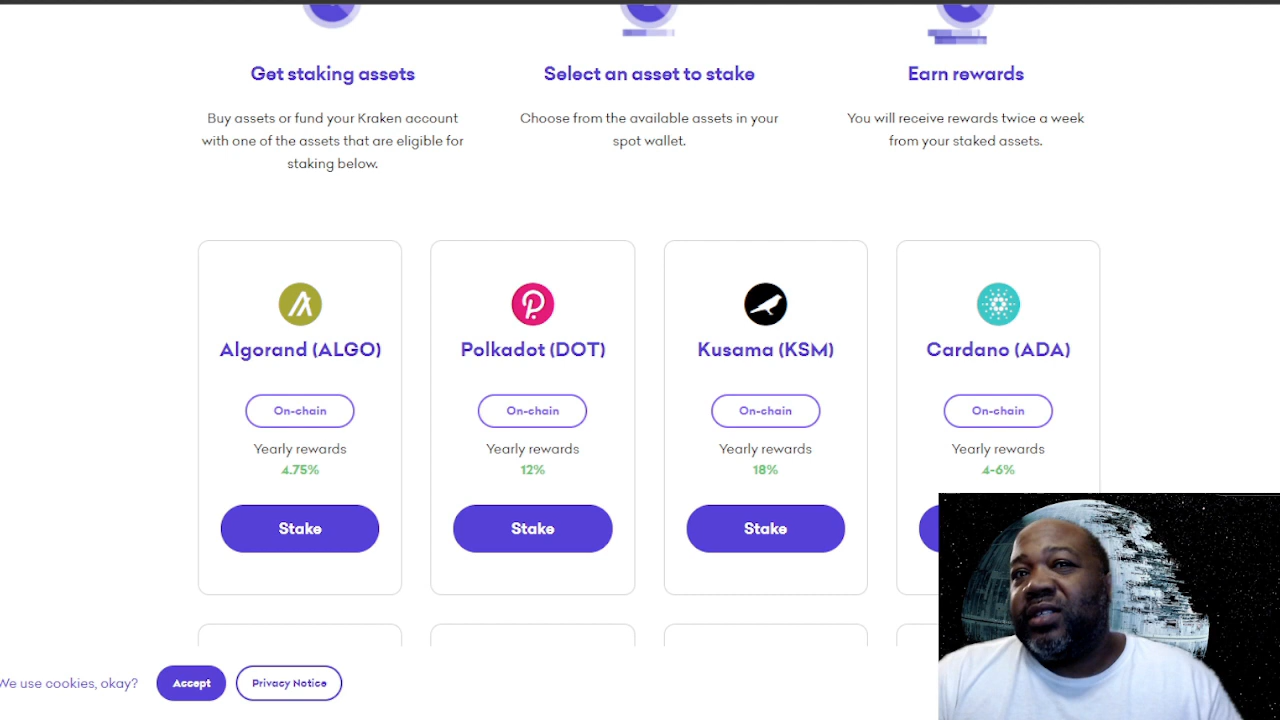 Get staking assets
Select an asset to stake
Earn rewards
Buy assets or fund your Kraken account
with one of the assets that are eligible for
staking below.
Choose from the available assets in your
spot wallet.
You will receive rewards twice a week
from your staked assets.
Algorand (ALGO)
Polkadot (DOT)
Kusama (KSM)
Cardano (ADA)
On-chain
On-chain
On-chain
On-chain
Yearly rewards
Yearly rewards
Yearly rewards
Yearly rewards
4.75%
12%
18%
4-6%
Stake
Stake
Stake
We use cookies, okay?
Accept
Privacy Notice